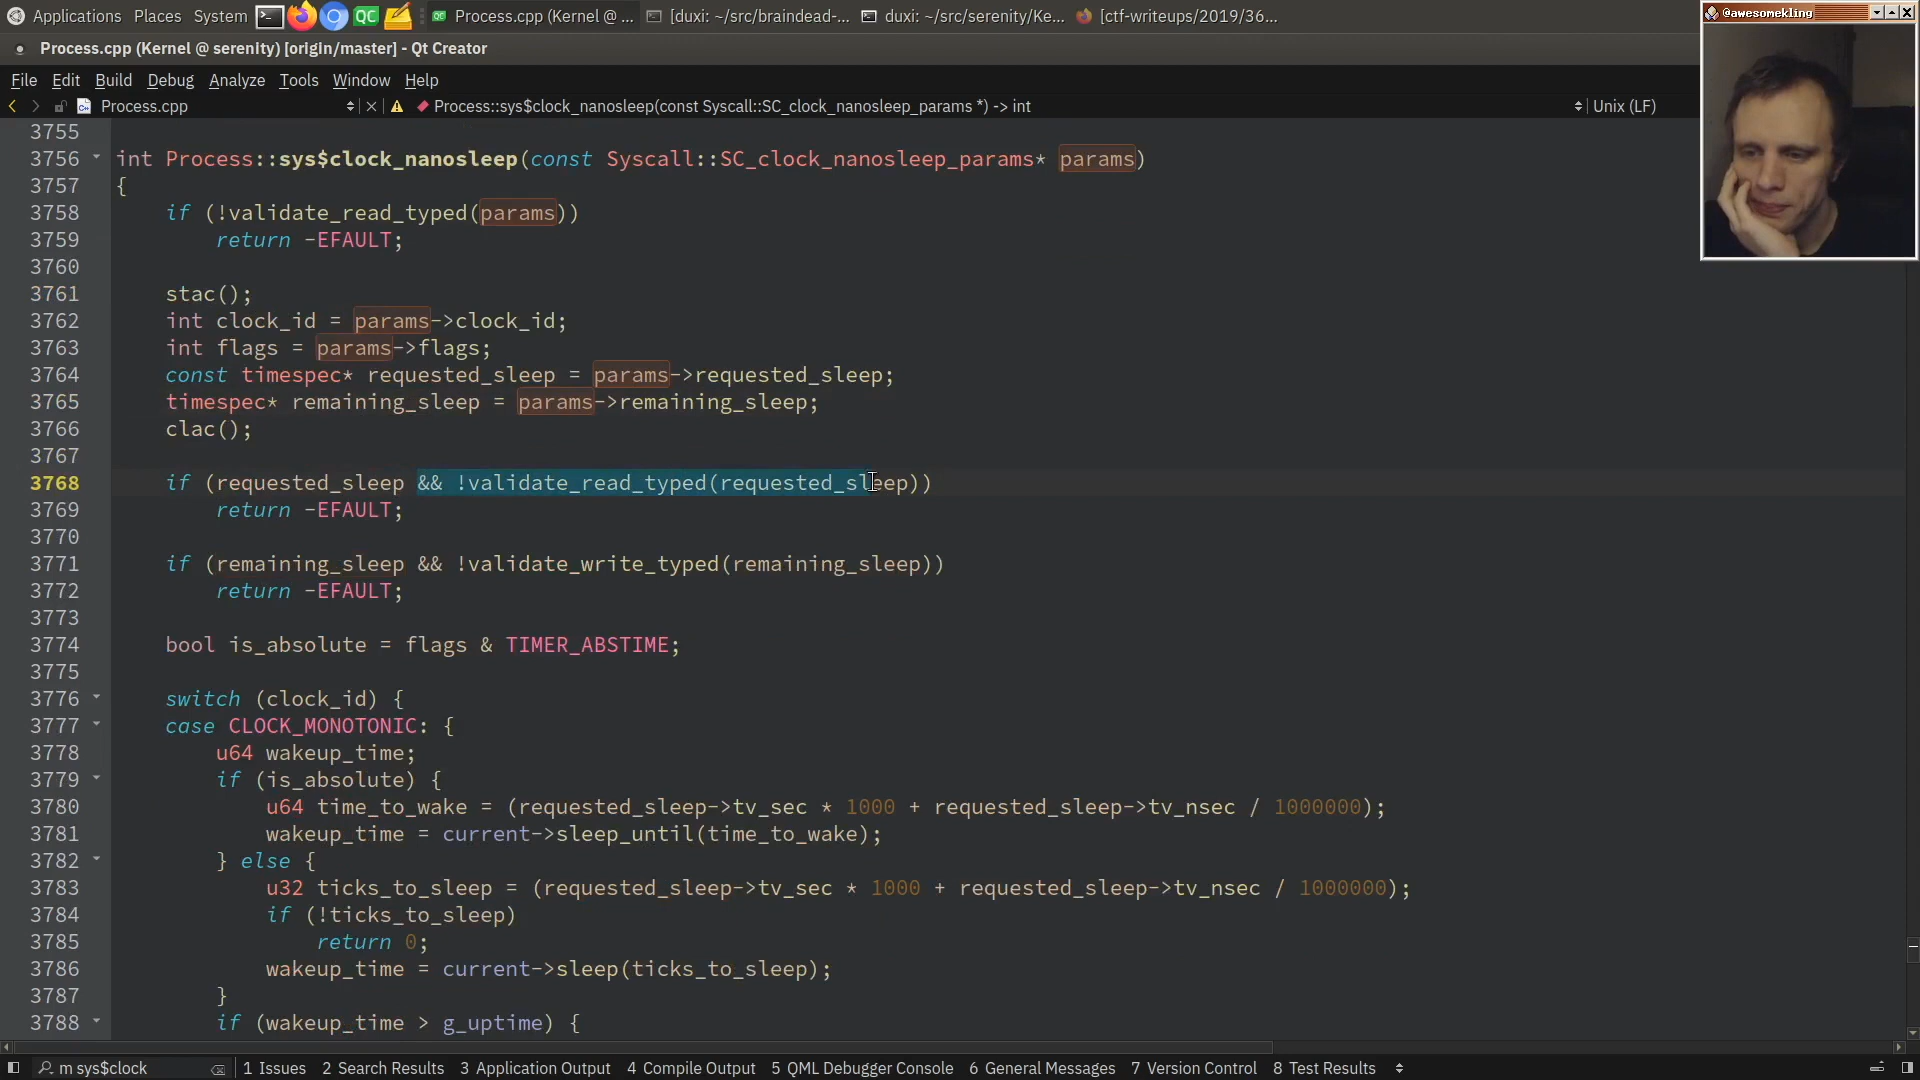 Applications Places System QC QC Process.cpp (Kernel @ ... [duxi: ~/src/braindead-... duxi: ~/src/serenity/Ke... [ctf-writeups/2019/36...
@awesomekling
Process.cpp (Kernel @ serenity) [origin/master] - Qt Creator
File Edit Build Debug Analyze Tools Window Help
Process.cpp Process::sys$clock_nanosleep(const Syscall::SC_clock_nanosleep_params *) -> int Unix (LF)
3755
3756 int Process::sys$clock_nanosleep(const Syscall::SC_clock_nanosleep_params* params)
3757 {
3758 if (!validate_read_typed(params))
3759 return -EFAULT;
3760
3761 stac();
3762 int clock_id = params->clock_id;
3763 int flags = params->flags;
3764 const timespec* requested_sleep = params->requested_sleep;
3765 timespec* remaining_sleep = params->remaining_sleep;
3766 clac();
3767
3768 if (requested_sleep && !validate_read_typed(requested_sleep))
3769 return -EFAULT;
3770
3771 if (remaining_sleep && !validate_write_typed(remaining_sleep))
3772 return -EFAULT;
3773
3774 bool is_absolute = flags & TIMER_ABSTIME;
3775
3776 switch (clock_id) {
3777 case CLOCK_MONOTONIC: {
3778 u64 wakeup_time;
3779 if (is_absolute) {
3780 u64 time_to_wake = (requested_sleep->tv_sec * 1000 + requested_sleep->tv_nsec / 1000000);
3781 wakeup_time = current->sleep_until(time_to_wake);
3782 } else {
3783 u32 ticks_to_sleep = (requested_sleep->tv_sec * 1000 + requested_sleep->tv_nsec / 1000000);
3784 if (!ticks_to_sleep)
3785 return 0;
3786 wakeup_time = current->sleep(ticks_to_sleep);
3787 }
3788 if (wakeup_time > g_uptime) {
m sys$clock 1 Issues 2 Search Results 3 Application Output 4 Compile Output 5 QML Debugger Console 6 General Messages 7 Version Control 8 Test Results